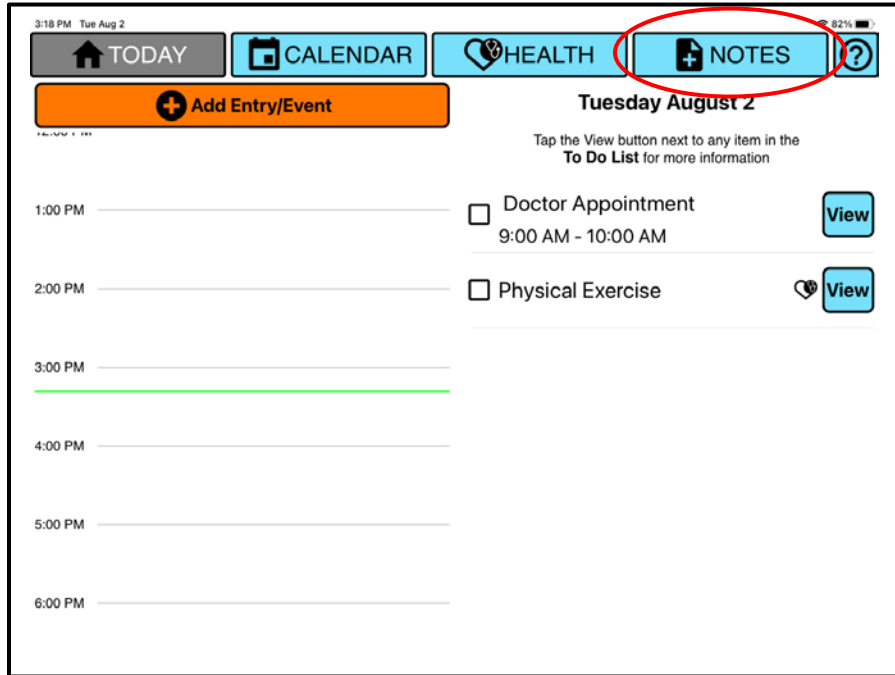 3:18 PM Tue Aug 2
82%
TODAY
CALENDAR
HEALTH
NOTES
?
Add Entry/Event
Tuesday August 2
Tap the View button next to any item in the
To Do List for more information
1:00 PM
Doctor Appointment
9:00 AM - 10:00 AM
View
2:00 PM
Physical Exercise
View
3:00 PM
4:00 PM
5:00 PM
6:00 PM